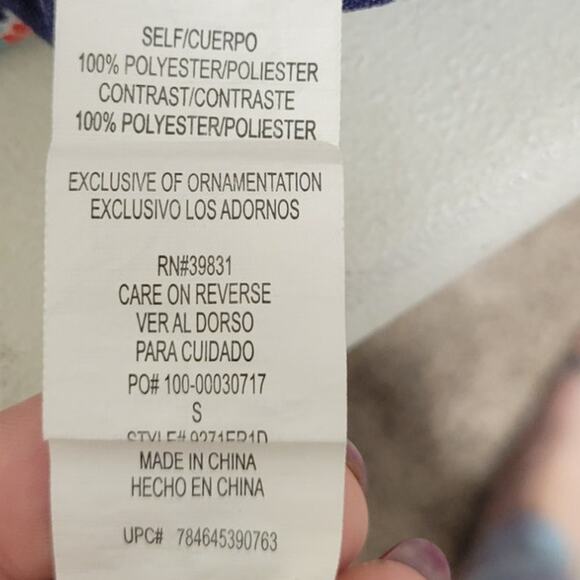 SELF/CUERPO
100% POLYESTER/POLIESTER
CONTRAST/CONTRASTE
100% POLYESTER/POLIESTER
EXCLUSIVE OF ORNAMENTATION
EXCLUSIVO LOS ADORNOS
RN#39831
CARE ON REVERSE
VER AL DORSO
PARA CUIDADO
PO# 100-00030717
S
STYLE#
MADE IN CHINA
HECHO EN CHINA
UPC# 784645390763